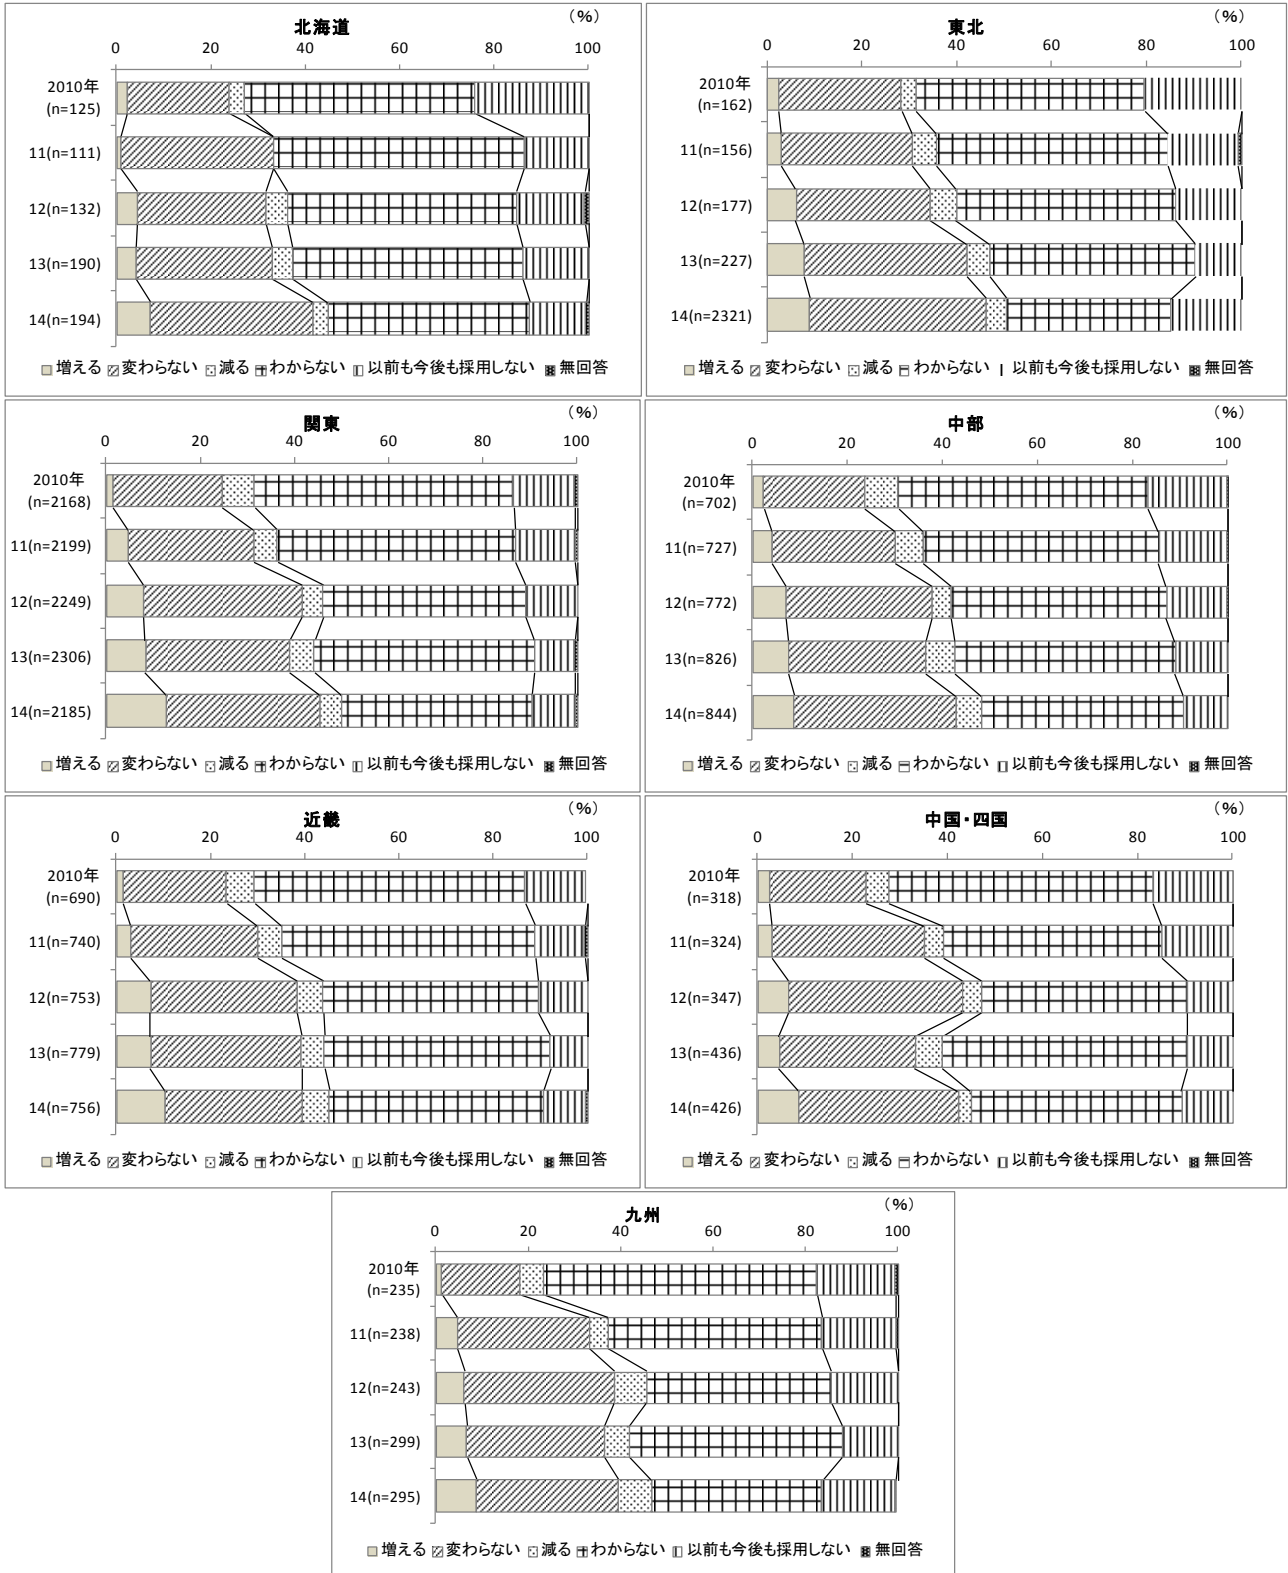 北海道
(%)
0 20 40 60 80 100
2010年
(n=125)
11(n=111)
12(n=132)
13(n=190)
14(n=194)
増える 変わらない 減る わからない 以前も今後も採用しない 無回答
東北
(%)
0 20 40 60 80 100
2010年
(n=162)
11(n=156)
12(n=177)
13(n=227)
14(n=2321)
増える 変わらない 減る わからない 以前も今後も採用しない 無回答
関東
(%)
0 20 40 60 80 100
2010年
(n=2168)
11(n=2199)
12(n=2249)
13(n=2306)
14(n=2185)
増える 変わらない 減る わからない 以前も今後も採用しない 無回答
中部
(%)
0 20 40 60 80 100
2010年
(n=702)
11(n=727)
12(n=772)
13(n=826)
14(n=844)
増える 変わらない 減る わからない 以前も今後も採用しない 無回答
近畿
(%)
0 20 40 60 80 100
2010年
(n=690)
11(n=740)
12(n=753)
13(n=779)
14(n=756)
増える 変わらない 減る わからない 以前も今後も採用しない 無回答
中国・四国
(%)
0 20 40 60 80 100
2010年
(n=318)
11(n=324)
12(n=347)
13(n=436)
14(n=426)
増える 変わらない 減る わからない 以前も今後も採用しない 無回答
九州
(%)
0 20 40 60 80 100
2010年
(n=235)
11(n=238)
12(n=243)
13(n=299)
14(n=295)
増える 変わらない 減る わからない 以前も今後も採用しない 無回答